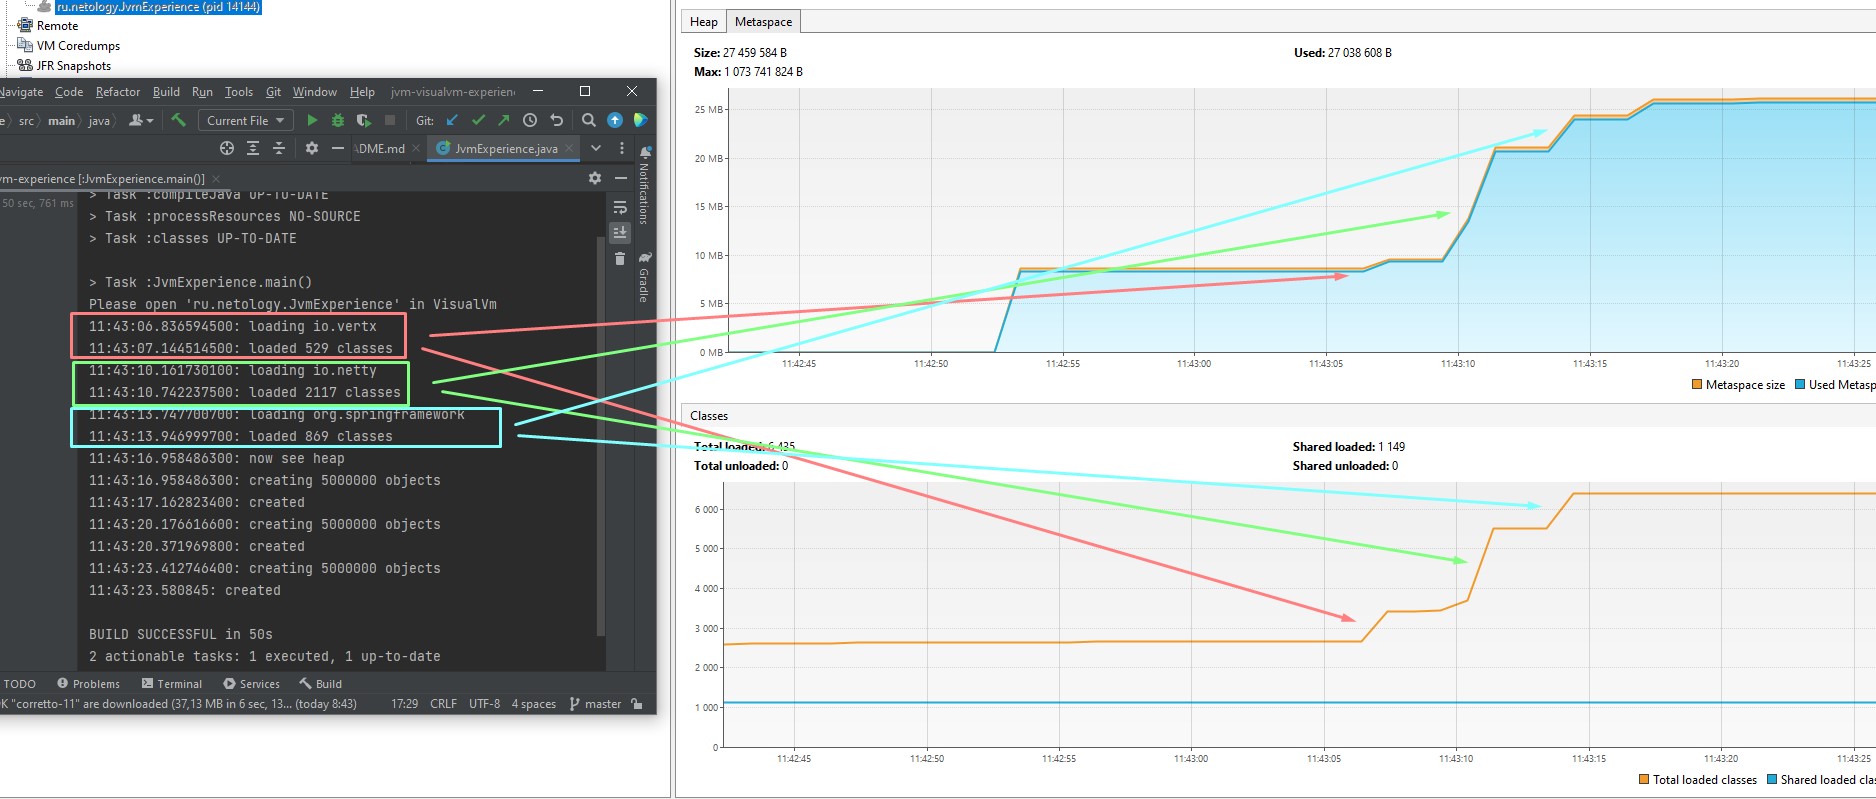 ru.netology.JvmExperience (pid 14144)
Remote
VM Coredumps
JFR Snapshots
Navigate Code Refactor Build Run Tools Git Window Help jvm-visualvm-experien
e src main java Current File Git:
DME.md JvmExperience.java
vm-experience [:JvmExperience.main()]
50 sec, 761 ms
> Task :compileJava UP-TO-DATE
> Task :processResources NO-SOURCE
> Task :classes UP-TO-DATE
> Task :JvmExperience.main()
Please open 'ru.netology.JvmExperience' in VisualVm
11:43:06.836594500: loading io.vertx
11:43:07.144514500: loaded 529 classes
11:43:10.161730100: loading io.netty
11:43:10.742237500: loaded 2117 classes
11:43:13.747700700: loading org.springframework
11:43:13.946999700: loaded 869 classes
11:43:16.958486300: now see heap
11:43:16.958486300: creating 5000000 objects
11:43:17.162823400: created
11:43:20.176616600: creating 5000000 objects
11:43:20.371969800: created
11:43:23.412746400: creating 5000000 objects
11:43:23.580845: created
BUILD SUCCESSFUL in 50s
2 actionable tasks: 1 executed, 1 up-to-date
Notifications
Gradle
TODO Problems Terminal Services Build
K "corretto-11" are downloaded (37,13 MB in 6 sec, 13... (today 8:43) 17:29 CRLF UTF-8 4 spaces master
Heap Metaspace
Size: 27 459 584 B Used: 27 038 608 B
Max: 1 073 741 824 B
25 MB
20 MB
15 MB
10 MB
5 MB
0 MB
11:42:45 11:42:50 11:42:55 11:43:00 11:43:05 11:43:10 11:43:15 11:43:20 11:43:25
Metaspace size Used Metasp
Classes
Total loaded: 6 435 Shared loaded: 1 149
Total unloaded: 0 Shared unloaded: 0
6 000
5 000
4 000
3 000
2 000
1 000
0
11:42:45 11:42:50 11:42:55 11:43:00 11:43:05 11:43:10 11:43:15 11:43:20 11:43:25
Total loaded classes Shared loaded clas